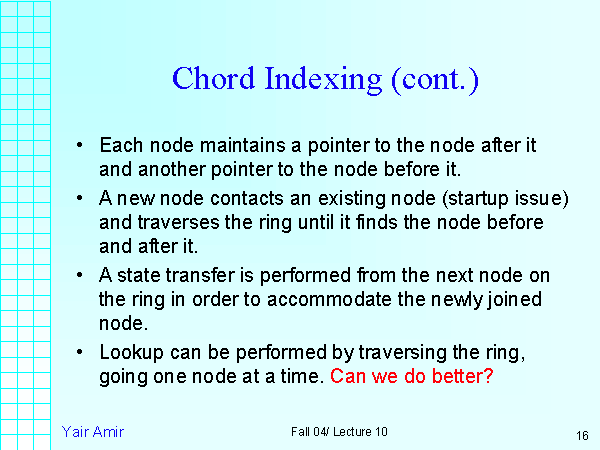 Chord Indexing (cont.)
• Each node maintains a pointer to the node after it
and another pointer to the node before it.
• A new node contacts an existing node (startup issue)
and traverses the ring until it finds the node before
and after it.
• A state transfer is performed from the next node on
the ring in order to accommodate the newly joined
node.
• Lookup can be performed by traversing the ring,
going one node at a time. Can we do better?
Yair Amir
Fall 04/ Lecture 10
16